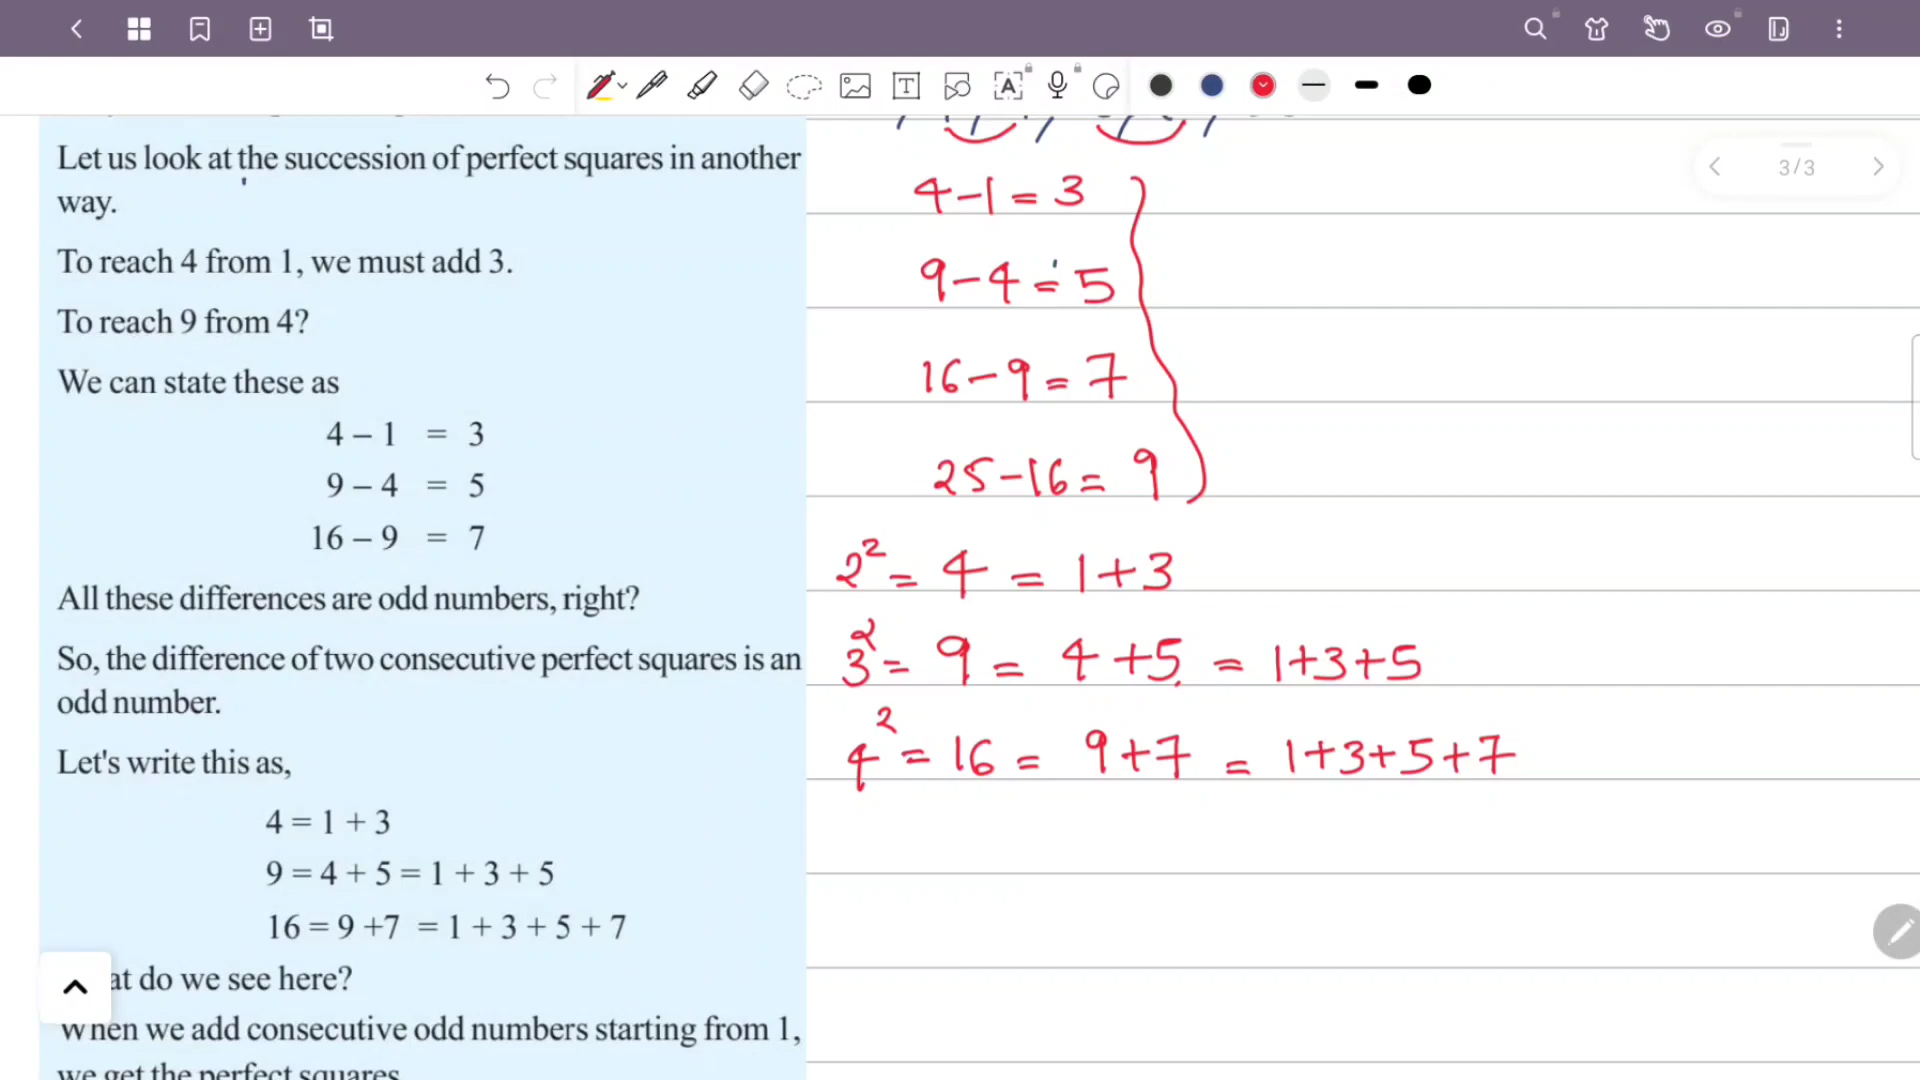 3/3
Let us look at the succession of perfect squares in another
way.
To reach 4 from 1, we must add 3.
To reach 9 from 4?
We can state these as
4 – 1 = 3
9 – 4 = 5
16 – 9 = 7
All these differences are odd numbers, right?
So, the difference of two consecutive perfect squares is an
odd number.
Let's write this as,
4 = 1 + 3
9 = 4 + 5 = 1 + 3 + 5
16 = 9 +7 = 1 + 3 + 5 + 7
at do we see here?
When we add consecutive odd numbers starting from 1,
we get the perfect squares
4-1=3
9-4=5
16-9=7
25-16=9
2²=4=1+3
3²=9=4+5=1+3+5
4²=16=9+7=1+3+5+7